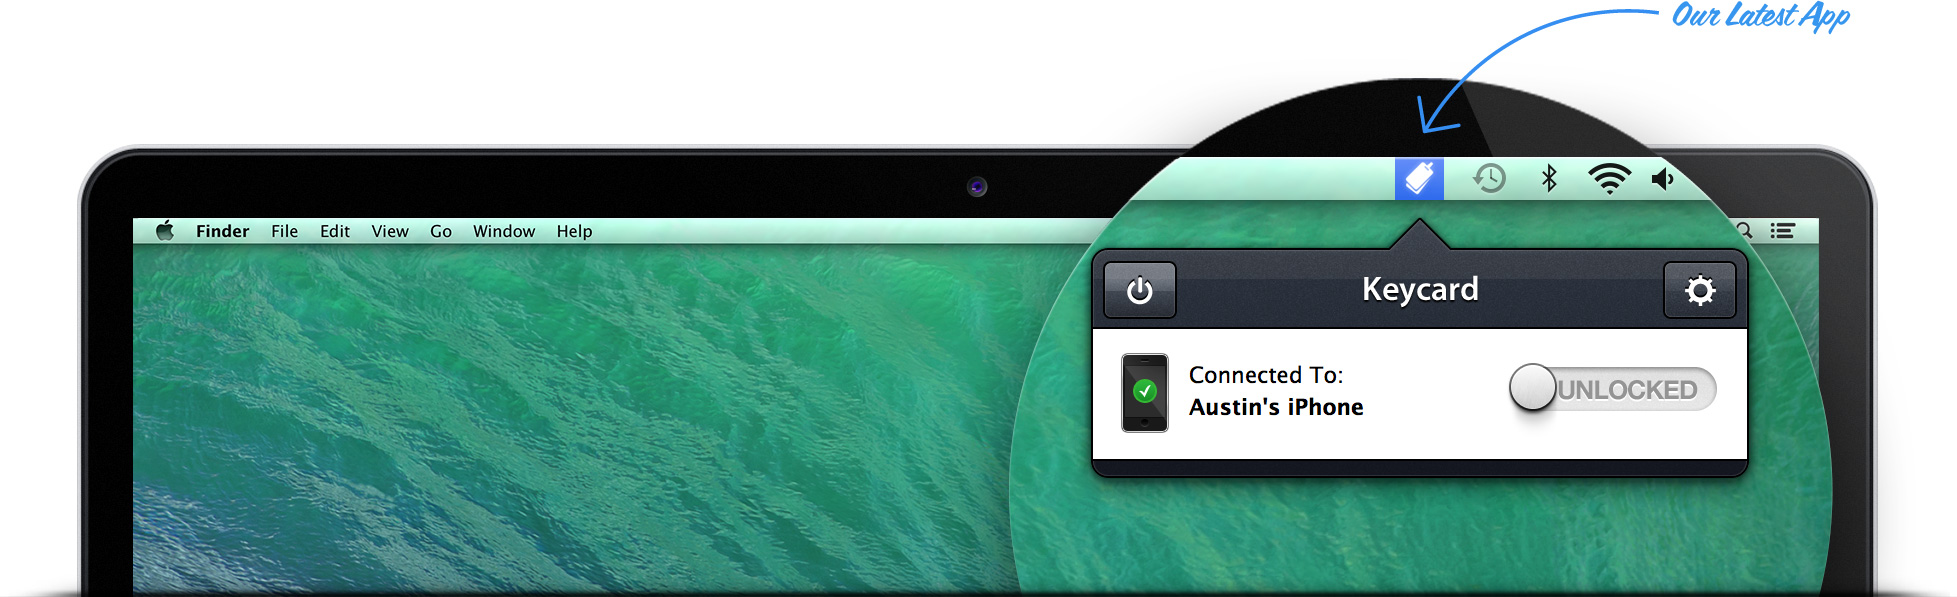 Our Latest App
Finder File Edit View Go Window Help
Keycard
Connected To:
Austin's iPhone
UNLOCKED